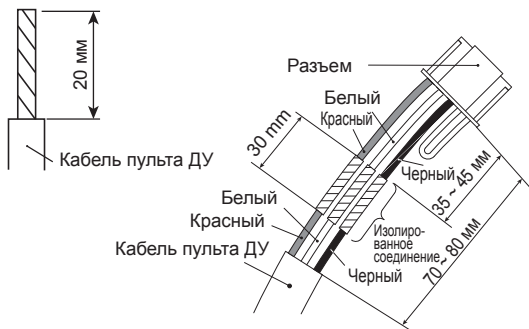 20 мм
Кабель пульта ДУ
Разъем
Белый
Красный
30 mm
Черный
35 ~ 45 мм
Белый
Красный
Кабель пульта ДУ
Изолиро-
ванное
соединение
Черный
70 ~ 80 мм